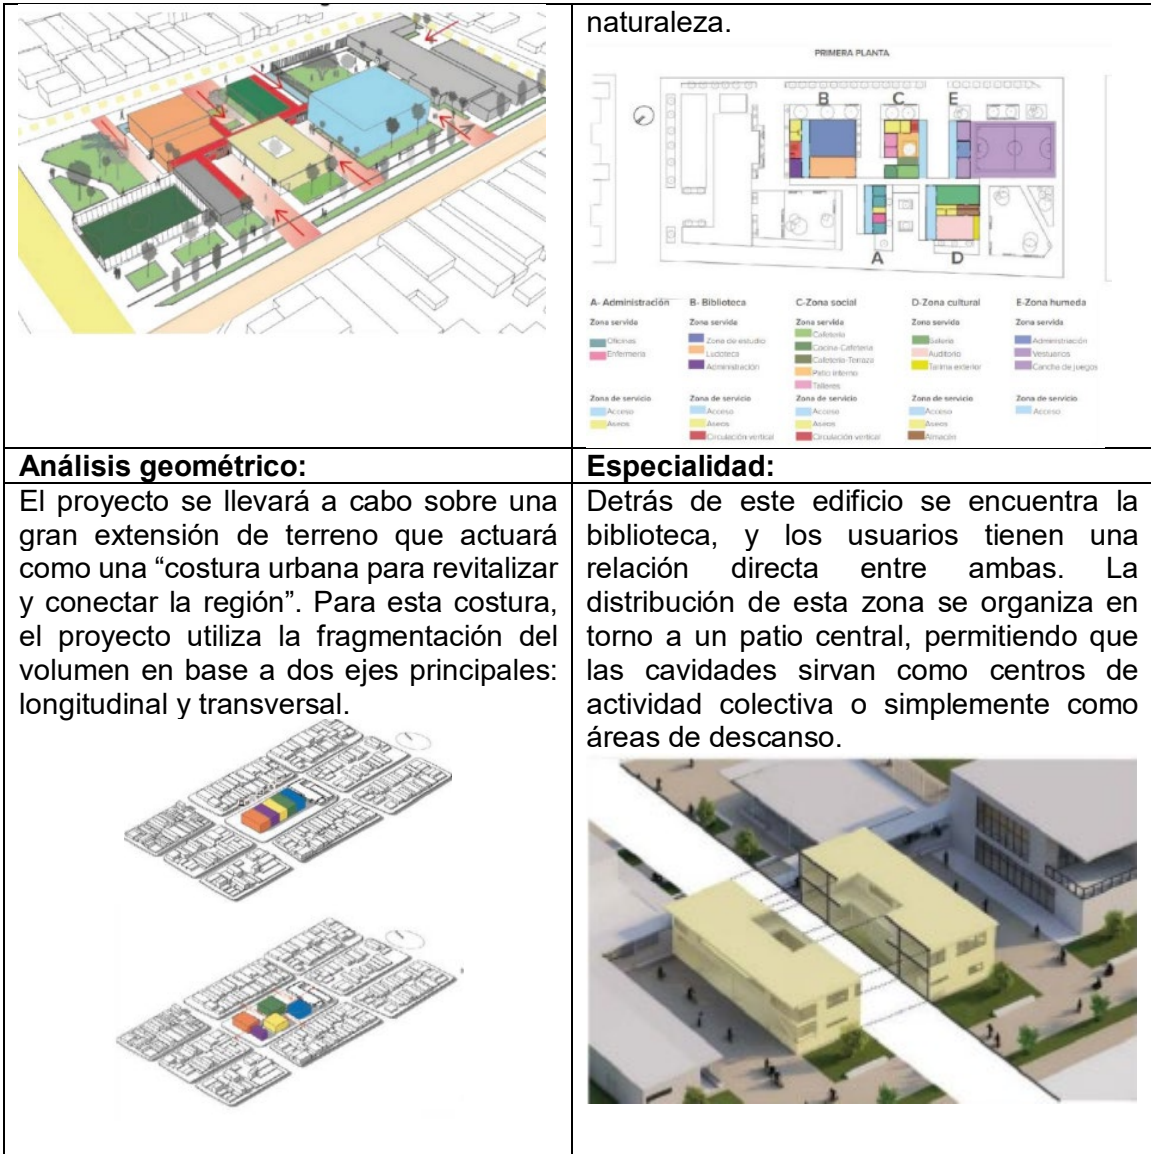 naturaleza.
PRIMERA PLANTA
B
C
E
A
D
A- Administración
Zona servida
Oficinas
Enfermeria
Zona de servicio
Acceso
Aseos
B- Biblioteca
Zona servida
Zona de estudio
Ludoteca
Administración
Zona de servicio
Acceso
Aseos
Circulación vertical
C-Zona social
Zona servida
Cafeteria
Cocina Cafeteria
Cafeteria-Terraza
Patio interno
Talleres
Zona de servicio
Acceso
Aseos
Circulación vertical
D-Zona cultural
Zona servida
Galeria
Auditorio
Tarima exterior
Zona de servicio
Acceso
Aseos
Almacén
E-Zona humeda
Zona servida
Administriación
Vestuarios
Cancha de juegos
Zona de servicio
Acceso
Análisis geométrico:
El proyecto se llevará a cabo sobre una
gran extensión de terreno que actuará
como una “costura urbana para revitalizar
y conectar la región”. Para esta costura,
el proyecto utiliza la fragmentación del
volumen en base a dos ejes principales:
longitudinal y transversal.
Especialidad:
Detrás de este edificio se encuentra la
biblioteca, y los usuarios tienen una
relación directa entre ambas. La
distribución de esta zona se organiza en
torno a un patio central, permitiendo que
las cavidades sirvan como centros de
actividad colectiva o simplemente como
áreas de descanso.